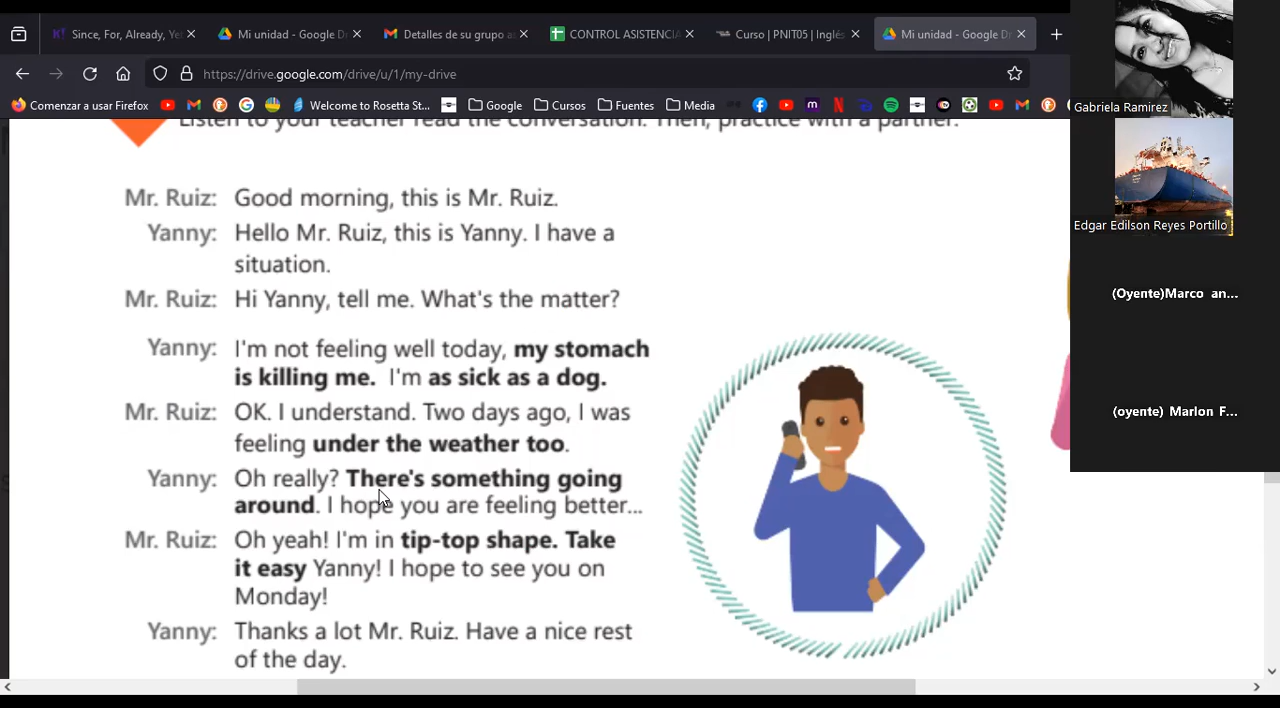 Since, For, Already, Ye
Mi unidad - Google D
Detalles de su grupo a
CONTROL ASISTENCIA
Curso | PNIT05 | Inglés
Mi unidad - Google D
https://drive.google.com/drive/u/1/my-drive
Comenzar a usar Firefox
Welcome to Rosetta St...
Google
Cursos
Fuentes
Media
Listen to your teacher read the conversation. Then, practice with a partner.
Mr. Ruiz: Good morning, this is Mr. Ruiz.
Yanny: Hello Mr. Ruiz, this is Yanny. I have a
situation.
Mr. Ruiz: Hi Yanny, tell me. What's the matter?
Yanny: I'm not feeling well today, my stomach
is killing me. I'm as sick as a dog.
Mr. Ruiz: OK. I understand. Two days ago, I was
feeling under the weather too.
Yanny: Oh really? There's something going
around. I hope you are feeling better...
Mr. Ruiz: Oh yeah! I'm in tip-top shape. Take
it easy Yanny! I hope to see you on
Monday!
Yanny: Thanks a lot Mr. Ruiz. Have a nice rest
of the day.
Gabriela Ramirez
Edgar Edilson Reyes Portillo
(Oyente)Marco an...
(oyente) Marlon F...